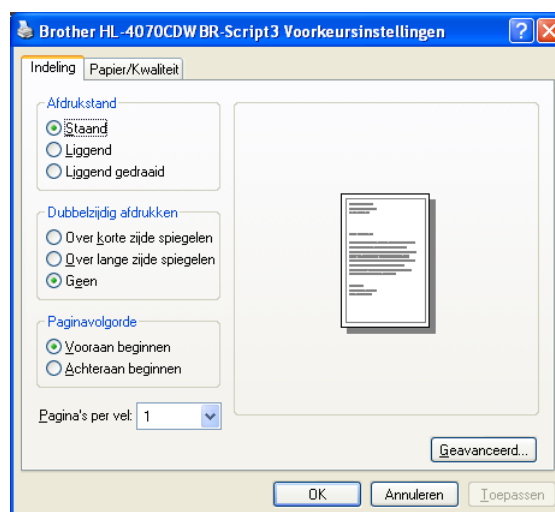 Brother HL-4070CDW BR-Script3 Voorkeursinstellingen
Indeling
Papier/Kwaliteit
Afdrukstand
Staand
Liggend
Liggend gedraaid
Dubbelzijdig afdrukken
Over korte zijde spiegelen
Over lange zijde spiegelen
Geen
Paginavolgorde
Vooraan beginnen
Achteraan beginnen
Pagina's per vel: 1
Geavanceerd...
OK
Annuleren
Toepassen